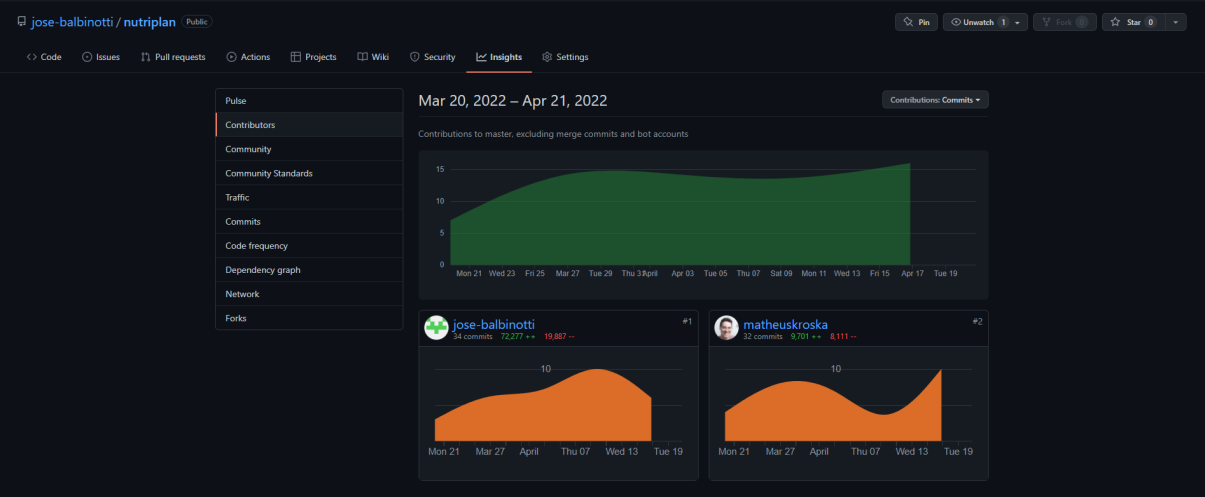 jose-balbinotti / nutriplan Public
Pin Unwatch 1 Fork 0 Star 0
Code Issues Pull requests Actions Projects Wiki Security Insights Settings
Pulse
Contributors
Community
Community Standards
Traffic
Commits
Code frequency
Dependency graph
Network
Forks
Mar 20, 2022 – Apr 21, 2022
Contributions: Commits
Contributions to master, excluding merge commits and bot accounts
15
10
5
0
Mon 21 Wed 23 Fri 25 Mar 27 Tue 29 Thu 31 April Apr 03 Tue 05 Thu 07 Sat 09 Mon 11 Wed 13 Fri 15 Apr 17 Tue 19
jose-balbinotti #1
34 commits 72,277 ++ 19,887 --
10
Mon 21 Mar 27 April Thu 07 Wed 13 Tue 19
matheuskroska #2
32 commits 9,701 ++ 8,111 --
10
Mon 21 Mar 27 April Thu 07 Wed 13 Tue 19